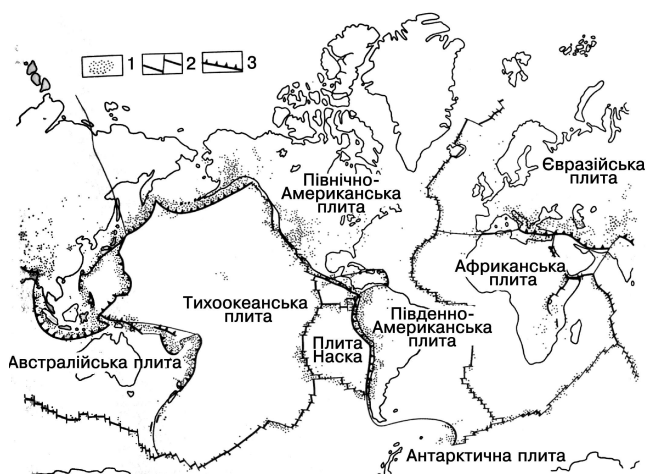 1 2 3
Північно-
Американська
плита
Євразійська
плита
Африканська
плита
Тихоокеанська
плита
Південно-
Американська
плита
Плита
Наска
Австралійська плита
Антарктична плита